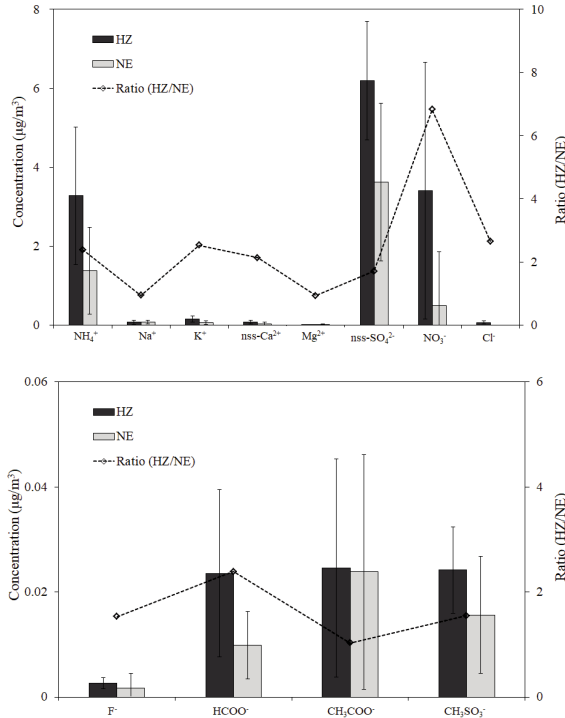 8
10
HZ
NE
Ratio (HZ/NE)
6
8
Concentration (μg/m³)
4
6
Ratio (HZ/NE)
4
2
2
0
0
NH₄⁺ Na⁺ K⁺ nss-Ca²⁺ Mg²⁺ nss-SO₄²⁻ NO₃⁻ Cl⁻
0.06
6
HZ
NE
Ratio (HZ/NE)
0.04
4
Concentration (μg/m³)
Ratio (HZ/NE)
0.02
2
0
0
F⁻ HCOO⁻ CH₃COO⁻ CH₃SO₃⁻